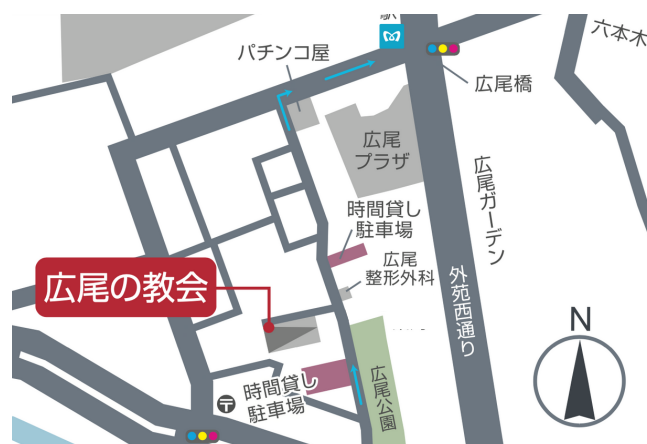 駅
パチンコ屋
広尾橋
六本木
広尾
プラザ
広尾ガーデン
時間貸し
駐車場
広尾
整形外科
外苑西通り
広尾の教会
N
時間貸し
駐車場
広尾公園
〒